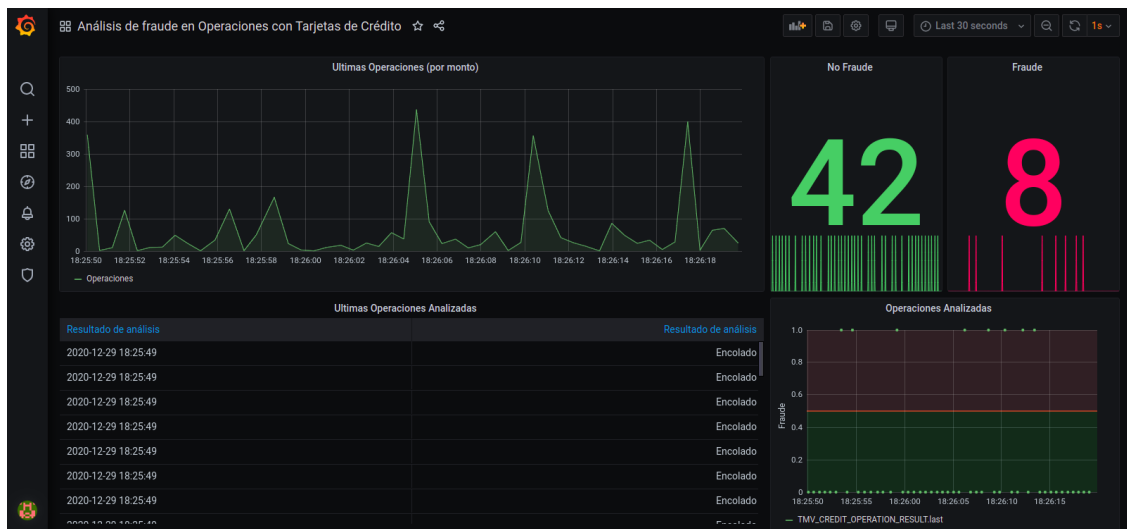 Análisis de fraude en Operaciones con Tarjetas de Crédito
Last 30 seconds
1s
Ultimas Operaciones (por monto)
500
400
300
200
100
0
18:25:50 18:25:52 18:25:54 18:25:56 18:25:58 18:26:00 18:26:02 18:26:04 18:26:06 18:26:08 18:26:10 18:26:12 18:26:14 18:26:16 18:26:18
Operaciones
No Fraude
42
Fraude
8
Ultimas Operaciones Analizadas
Resultado de análisis Resultado de análisis
2020-12-29 18:25:49 Encolado
2020-12-29 18:25:49 Encolado
2020-12-29 18:25:49 Encolado
2020-12-29 18:25:49 Encolado
2020-12-29 18:25:49 Encolado
2020-12-29 18:25:49 Encolado
2020-12-29 18:25:49 Encolado
Operaciones Analizadas
1.0
0.8
0.6
0.4
0.2
0
Fraude
18:25:50 18:25:55 18:26:00 18:26:05 18:26:10 18:26:15
TMV_CREDIT_OPERATION_RESULT.last